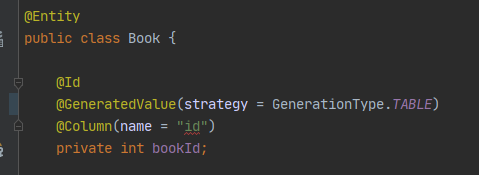 @Entity
public class Book {
@Id
@GeneratedValue(strategy = GenerationType.TABLE)
@Column(name = "id")
private int bookId;